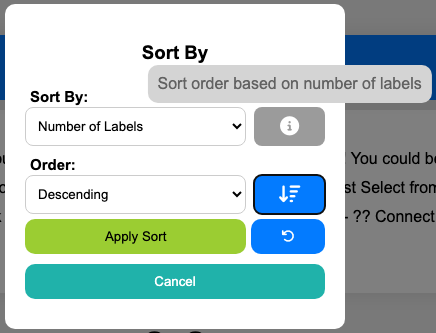 Sort By
Sort order based on number of labels
Sort By:
Number of Labels
You could b
Order:
st Select from
Descending
- ?? Connect
Apply Sort
Cancel